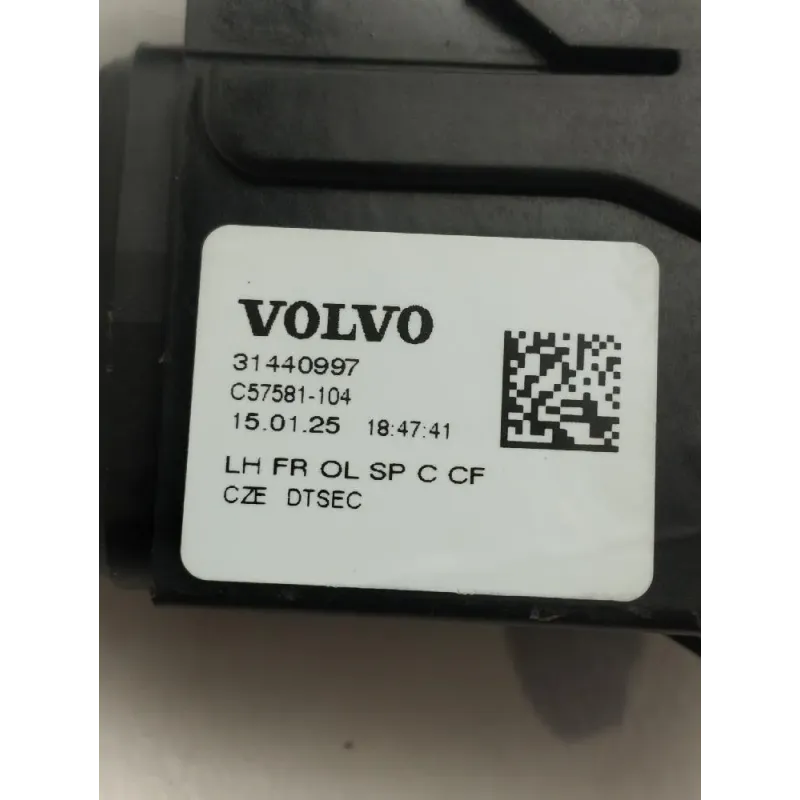 VOLVO
31440997
C57581-104
15.01.25 18:47:41
LH FR OL SP C CF
CZE DTSEC